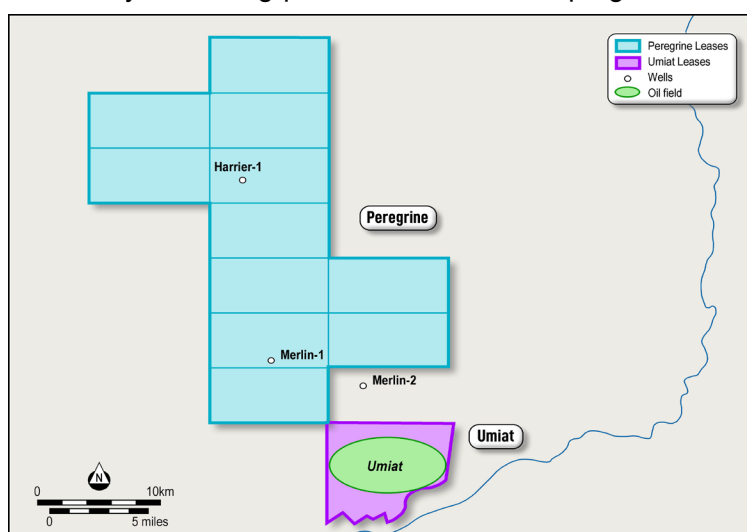 Peregrine Leases
Umiat Leases
Wells
Oil field
Harrier-1
Peregrine
Merlin-1
Merlin-2
Umiat
Umiat
N
0 10km
0 5 miles